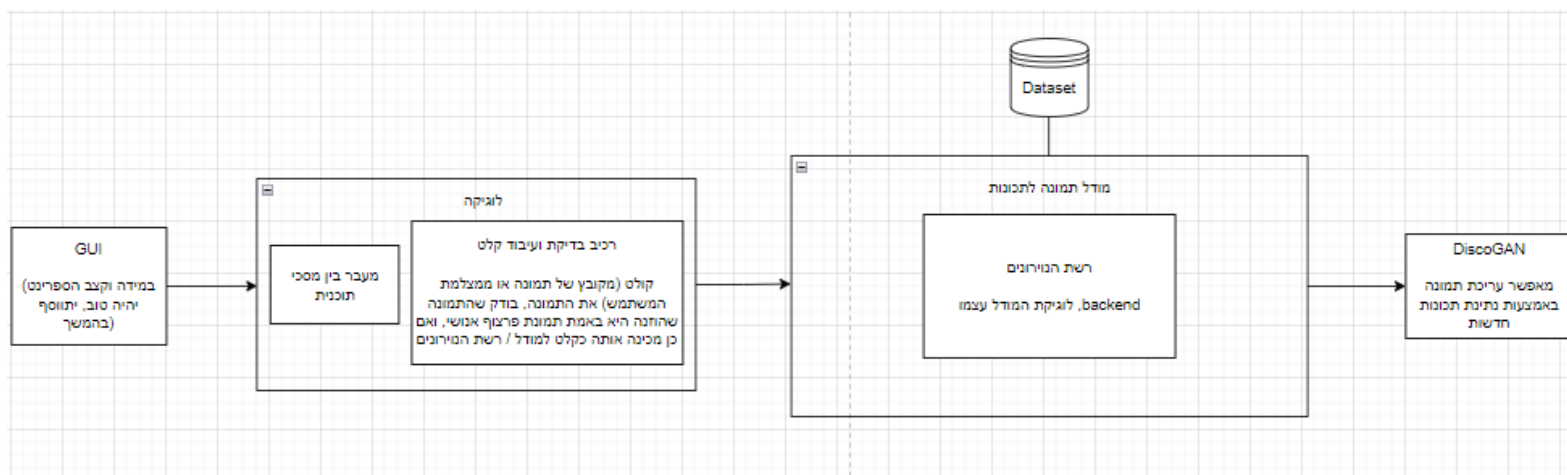 Dataset
מודל תמונה לתכונות
לוגיקה
רכיב בדיקת ועיבוד קלט
קולט (מקובץ של תמונה או ממצלמת
המשתמש) את התמונה, בודק שהתמונה
שהוזנה היא באמת תמונת פרצוף אנושי, ואם
כן מכינה אותה כקלט למודל / רשת הנוירונים
מעבר בין מסכי
תוכנית
GUI
(במידה וקצב הספרינט
יהיה טוב, יתווסף
בהמשך)
רשת הנוירונים
backend, לוגיקת המודל עצמו
DiscoGAN
מאפשר עריכת תמונה
באמצעות נתינת תכונות
חדשות